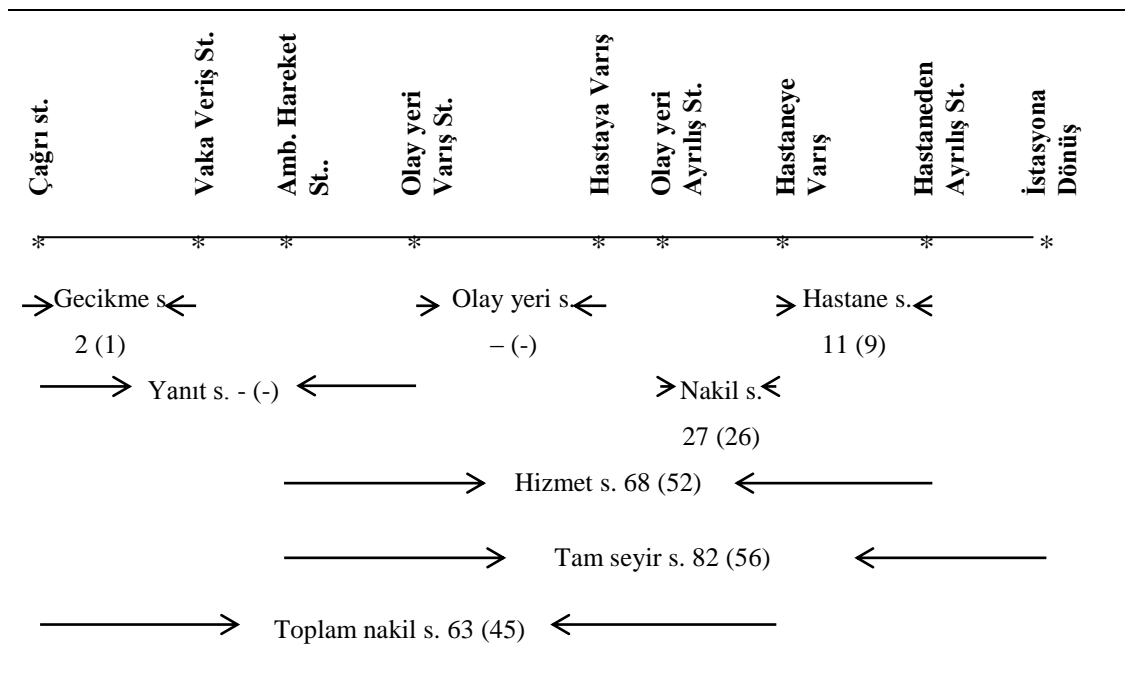 Çağrı st.
Vaka Veriş St.
Amb. Hareket
St..
Olay yeri
Varış St.
Hastaya Varış
Olay yeri
Ayrılış St.
Hastaneye
Varış
Hastaneden
Ayrılış St.
İstasyona
Dönüş
* * * * * * * * *
Gecikme s. Olay yeri s. Hastane s.
2 (1) – (-) 11 (9)
Yanıt s. - (-) Nakil s.
27 (26)
Hizmet s. 68 (52)
Tam seyir s. 82 (56)
Toplam nakil s. 63 (45)